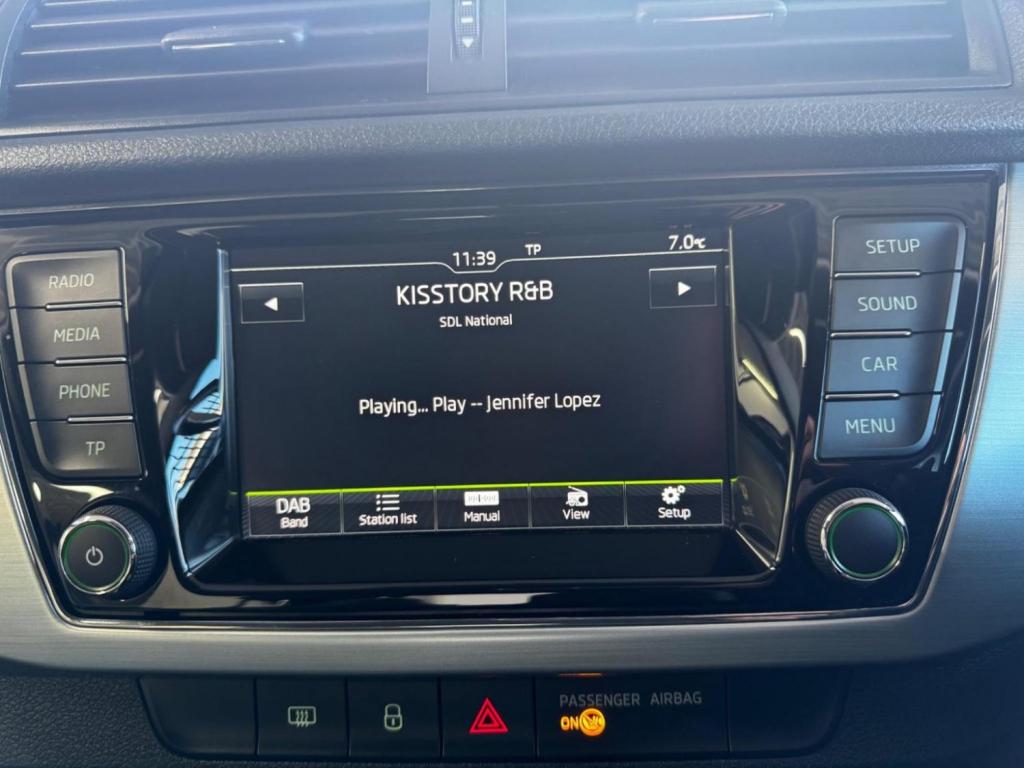 11:39
TP
7.0°C
KISSTORY R&B
SDL National
Playing... Play -- Jennifer Lopez
DAB
Band
Station list
Manual
View
Setup
RADIO
MEDIA
PHONE
TP
SETUP
SOUND
CAR
MENU
PASSENGER AIRBAG
ON